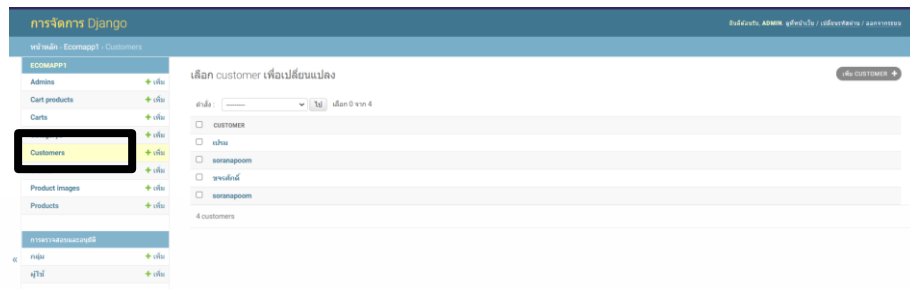 การจัดการ Django
ยินดีต้อนรับ, ADMIN ดูที่หน้าเว็บ / เปลี่ยนรหัสผ่าน / ออกจากระบบ
หน้าหลัก › Ecomapp1 › Customers
ECOMAPP1
Admins + เพิ่ม
Cart products + เพิ่ม
Carts + เพิ่ม
+ เพิ่ม
Customers + เพิ่ม
+ เพิ่ม
Product images + เพิ่ม
Products + เพิ่ม
การตรวจสอบและอนุมัติ
กลุ่ม + เพิ่ม
ผู้ใช้ + เพิ่ม
«
เลือก customer เพื่อเปลี่ยนแปลง
เพิ่ม CUSTOMER +
คำสั่ง : --------- ไป เลือก 0 จาก 4
CUSTOMER
เปรม
soranapoom
ขจรศักดิ์
soranapoom
4 customers